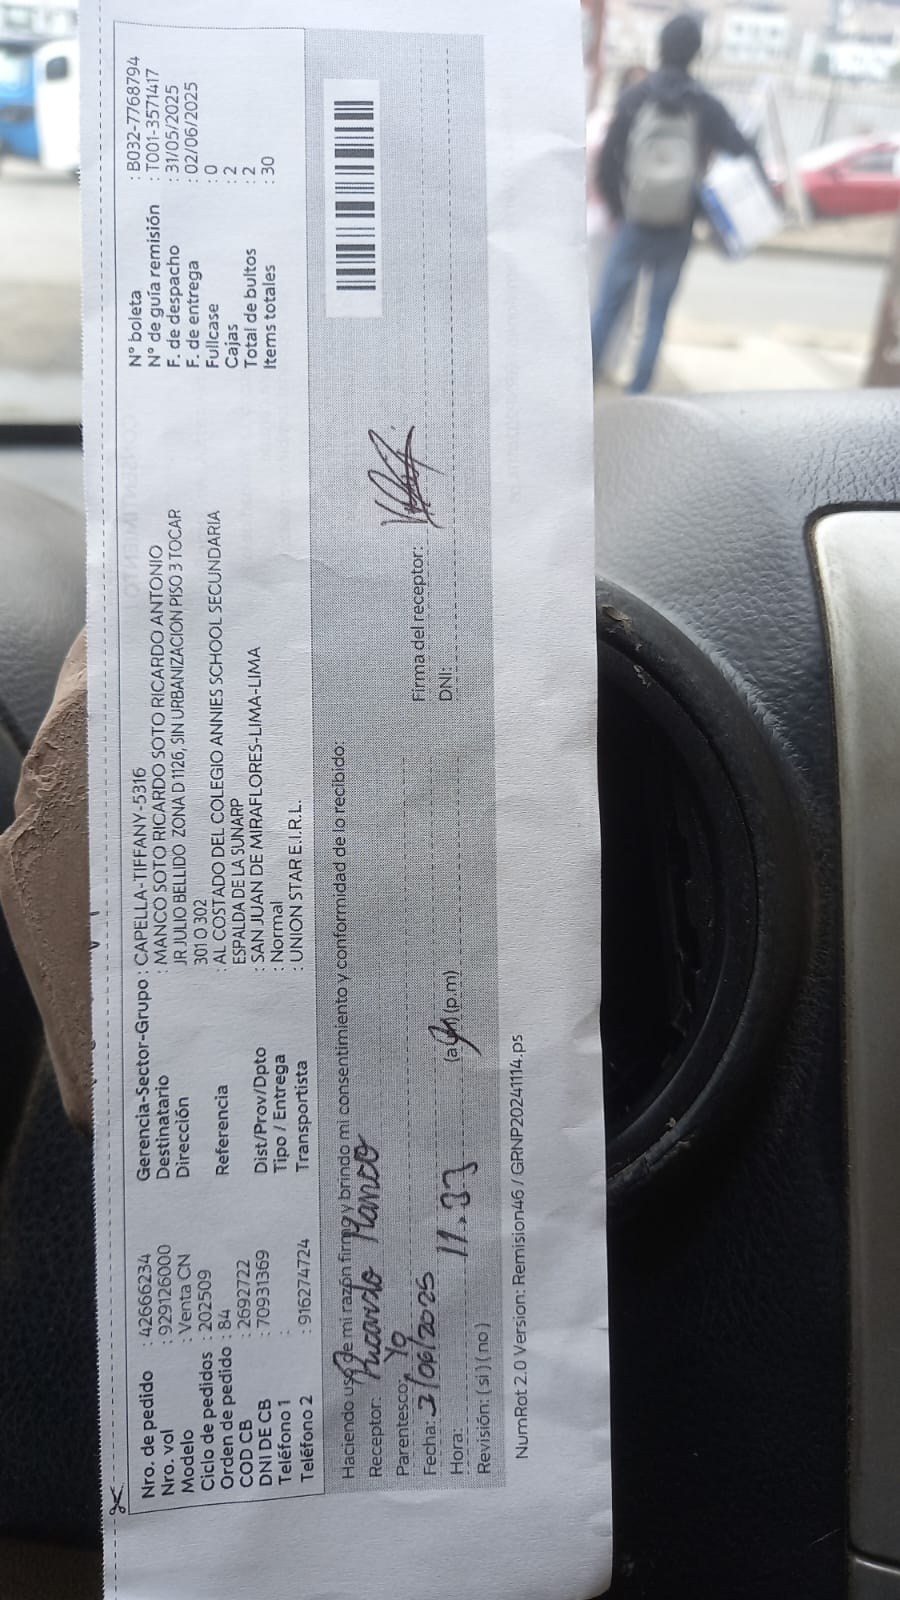 Nro. de pedido : 42666234
Nro. vol : 929126000
Modelo : Venta CN
Ciclo de pedidos : 202509
Orden de pedido : 84
COD CB : 2692722
DNI DE CB : 70931369
Teléfono 1 :
Teléfono 2 : 916274724
Gerencia-Sector-Grupo : CAPELLA-TIFFANY-5316
Destinatario : MANCO SOTO RICARDO SOTO RICARDO ANTONIO
Dirección JR JULIO BELLIDO ZONA D 1126, SIN URBANIZACION PISO 3 TOCAR
301 O 302
Referencia : AL COSTADO DEL COLEGIO ANNIES SCHOOL SECUNDARIA
ESPALDA DE LA SUNARP
Dist/Prov/Dpto : SAN JUAN DE MIRAFLORES-LIMA-LIMA
Tipo / Entrega : Normal
Transportista : UNION STAR E.I.R.L.
N° boleta : B032-7768794
N° de guía remisión : T001-3571417
F. de despacho : 31/05/2025
F. de entrega : 02/06/2025
Fullcase : 0
Cajas : 2
Total de bultos : 2
Items totales : 30
Haciendo uso de mi razón firmo y brindo mi consentimiento y conformidad de lo recibido:
Receptor: Ricardo Manco
Parentesco: Yo
Fecha: 2/06/2025
Hora: 11.33 (a.m) (p.m)
Revisión: ( si ) ( no )
Firma del receptor:
DNI:
NumRot 2.0 Version: Remision46 / GRNP20241114.ps